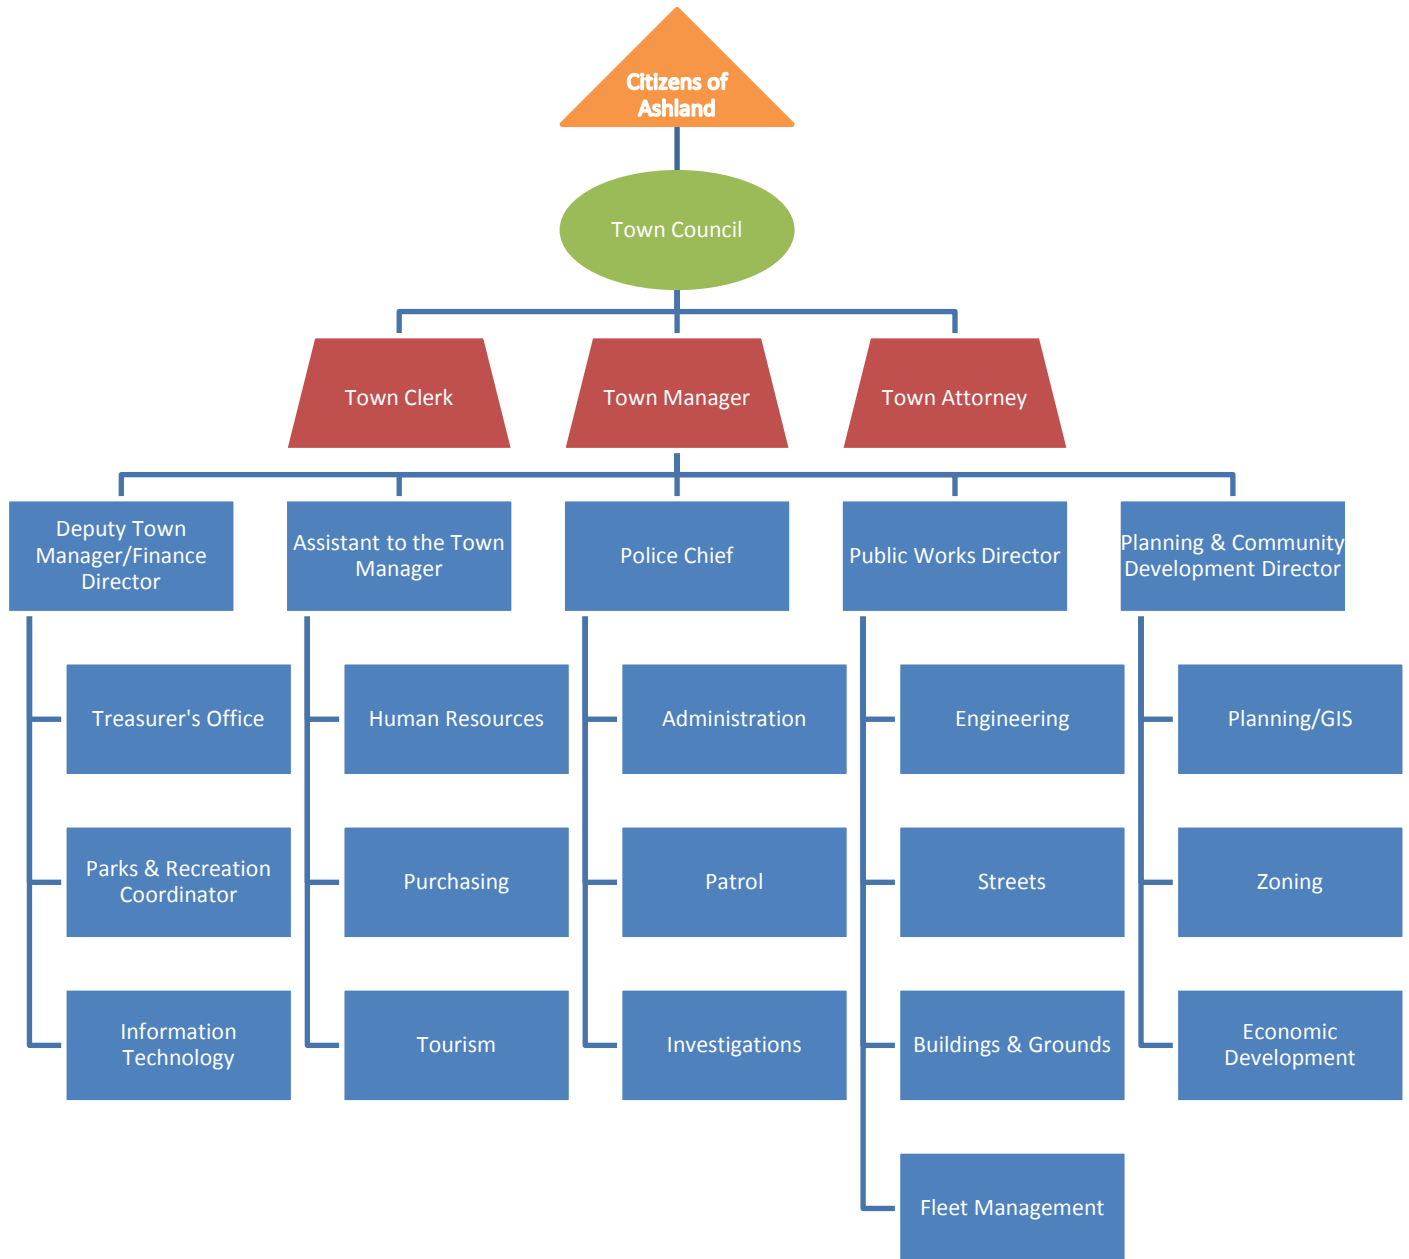 Citizens of
Ashland
Town Council
Town Clerk
Town Manager
Town Attorney
Deputy Town
Manager/Finance
Director
Assistant to the Town
Manager
Police Chief
Public Works Director
Planning & Community
Development Director
Treasurer's Office
Human Resources
Administration
Engineering
Planning/GIS
Parks & Recreation
Coordinator
Purchasing
Patrol
Streets
Zoning
Information
Technology
Tourism
Investigations
Buildings & Grounds
Economic
Development
Fleet Management